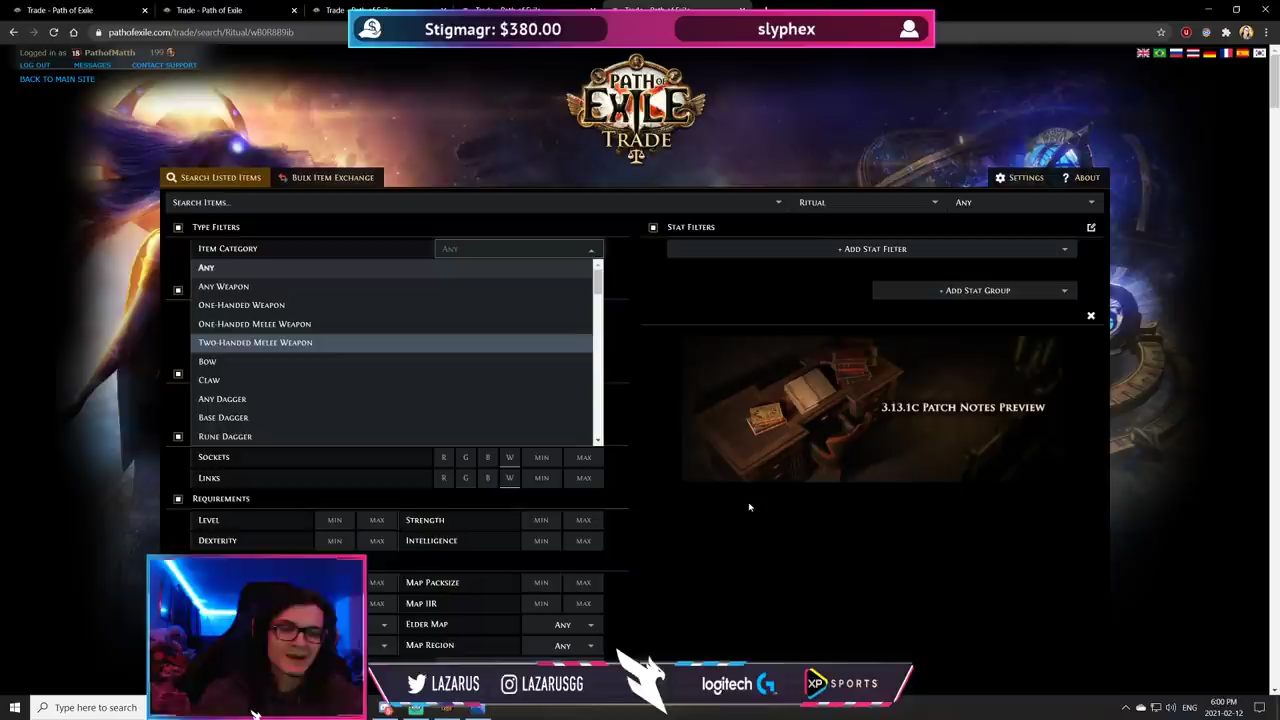 Trade - Path of Exile
Trade - Path of Exile
Stigmagr: $380.00
slyphex
pathofexile.com/trade/search/Ritual/wB0R8B9ib
Logged in as PathofMatth 199
LOG OUT MESSAGES CONTACT SUPPORT
BACK TO MAIN SITE
PATH OF
EXILE
TRADE
Search Listed Items
Bulk Item Exchange
Settings
? About
Search Items...
Ritual
Any
Type Filters
Stat Filters
Item Category
Any
+ Add Stat Filter
Any
Any Weapon
One-Handed Weapon
One-Handed Melee Weapon
Two-Handed Melee Weapon
Bow
Claw
Any Dagger
Base Dagger
Rune Dagger
+ Add Stat Group
3.13.1c Patch Notes Preview
Sockets R G B W MIN MAX
Links R G B W MIN MAX
Requirements
Level MIN MAX Strength MIN MAX
Dexterity MIN MAX Intelligence MIN MAX
MAX Map Packsize MIN MAX
MAX Map IIR MIN MAX
Elder Map Any
Map Region Any
LAZARUS
LAZARUSGG
logitech G
XP SPORTS
Type here to search
ENG
6:00 PM
2021-02-12